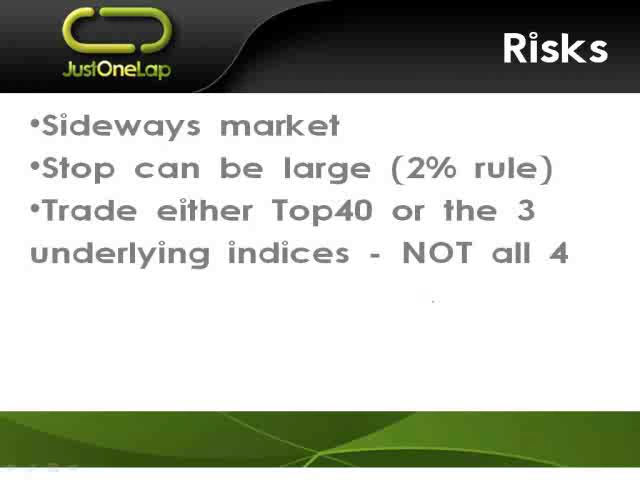 JustOneLap
Risks
•Sideways market
•Stop can be large (2% rule)
•Trade either Top40 or the 3
underlying indices - NOT all 4